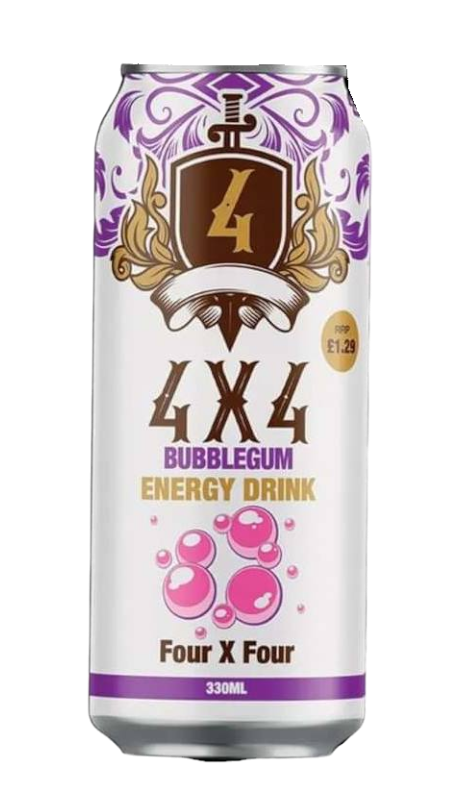 4
RRP
£1.29
4X4
BUBBLEGUM
ENERGY DRINK
Four X Four
330ML